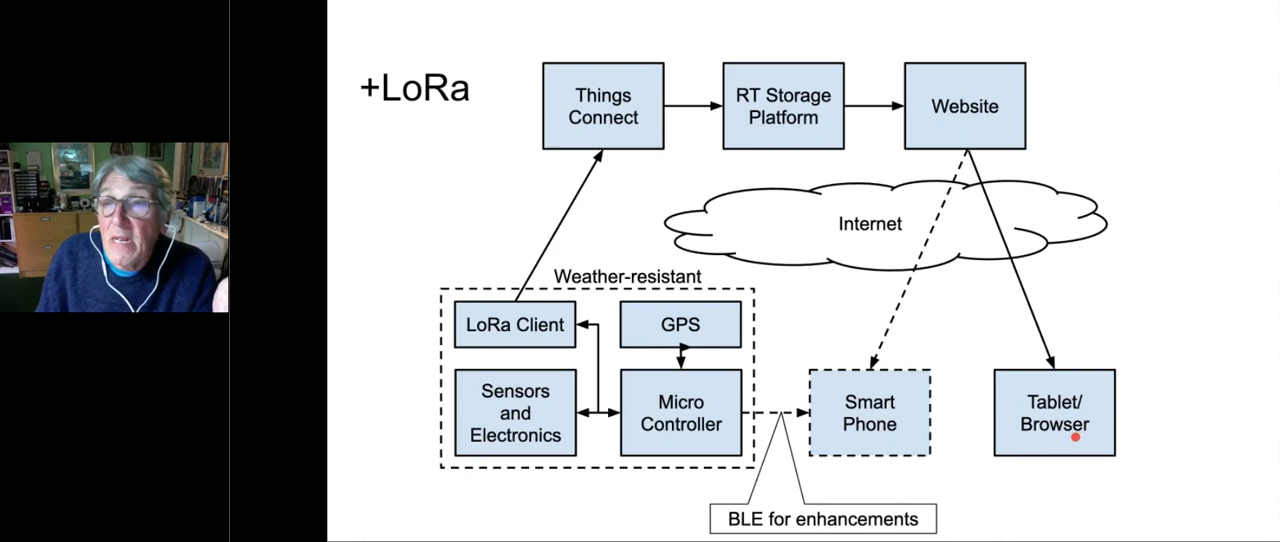 +LoRa
Things
Connect
RT Storage
Platform
Website
Internet
Weather-resistant
LoRa Client
GPS
Sensors
and
Electronics
Micro
Controller
Smart
Phone
Tablet/
Browser
BLE for enhancements